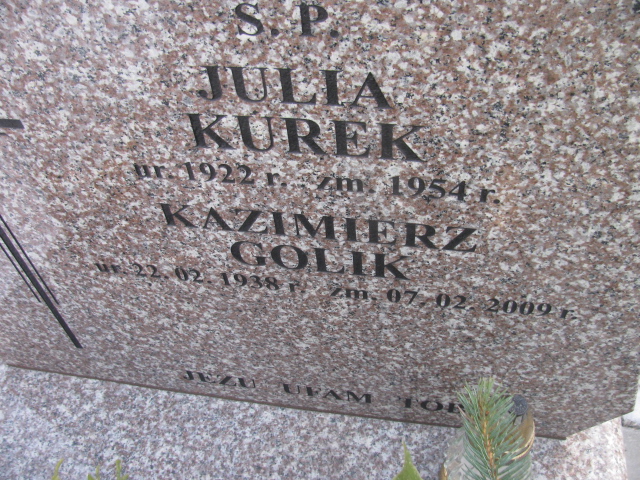 S. P.
JULIA
KUREK
ur. 1922 r. zm. 1954 r.
KAZIMIERZ
GOLIK
ur. 22. 02. 1938 r. zm. 07. 02. 2009 r.
JEZU UFAM